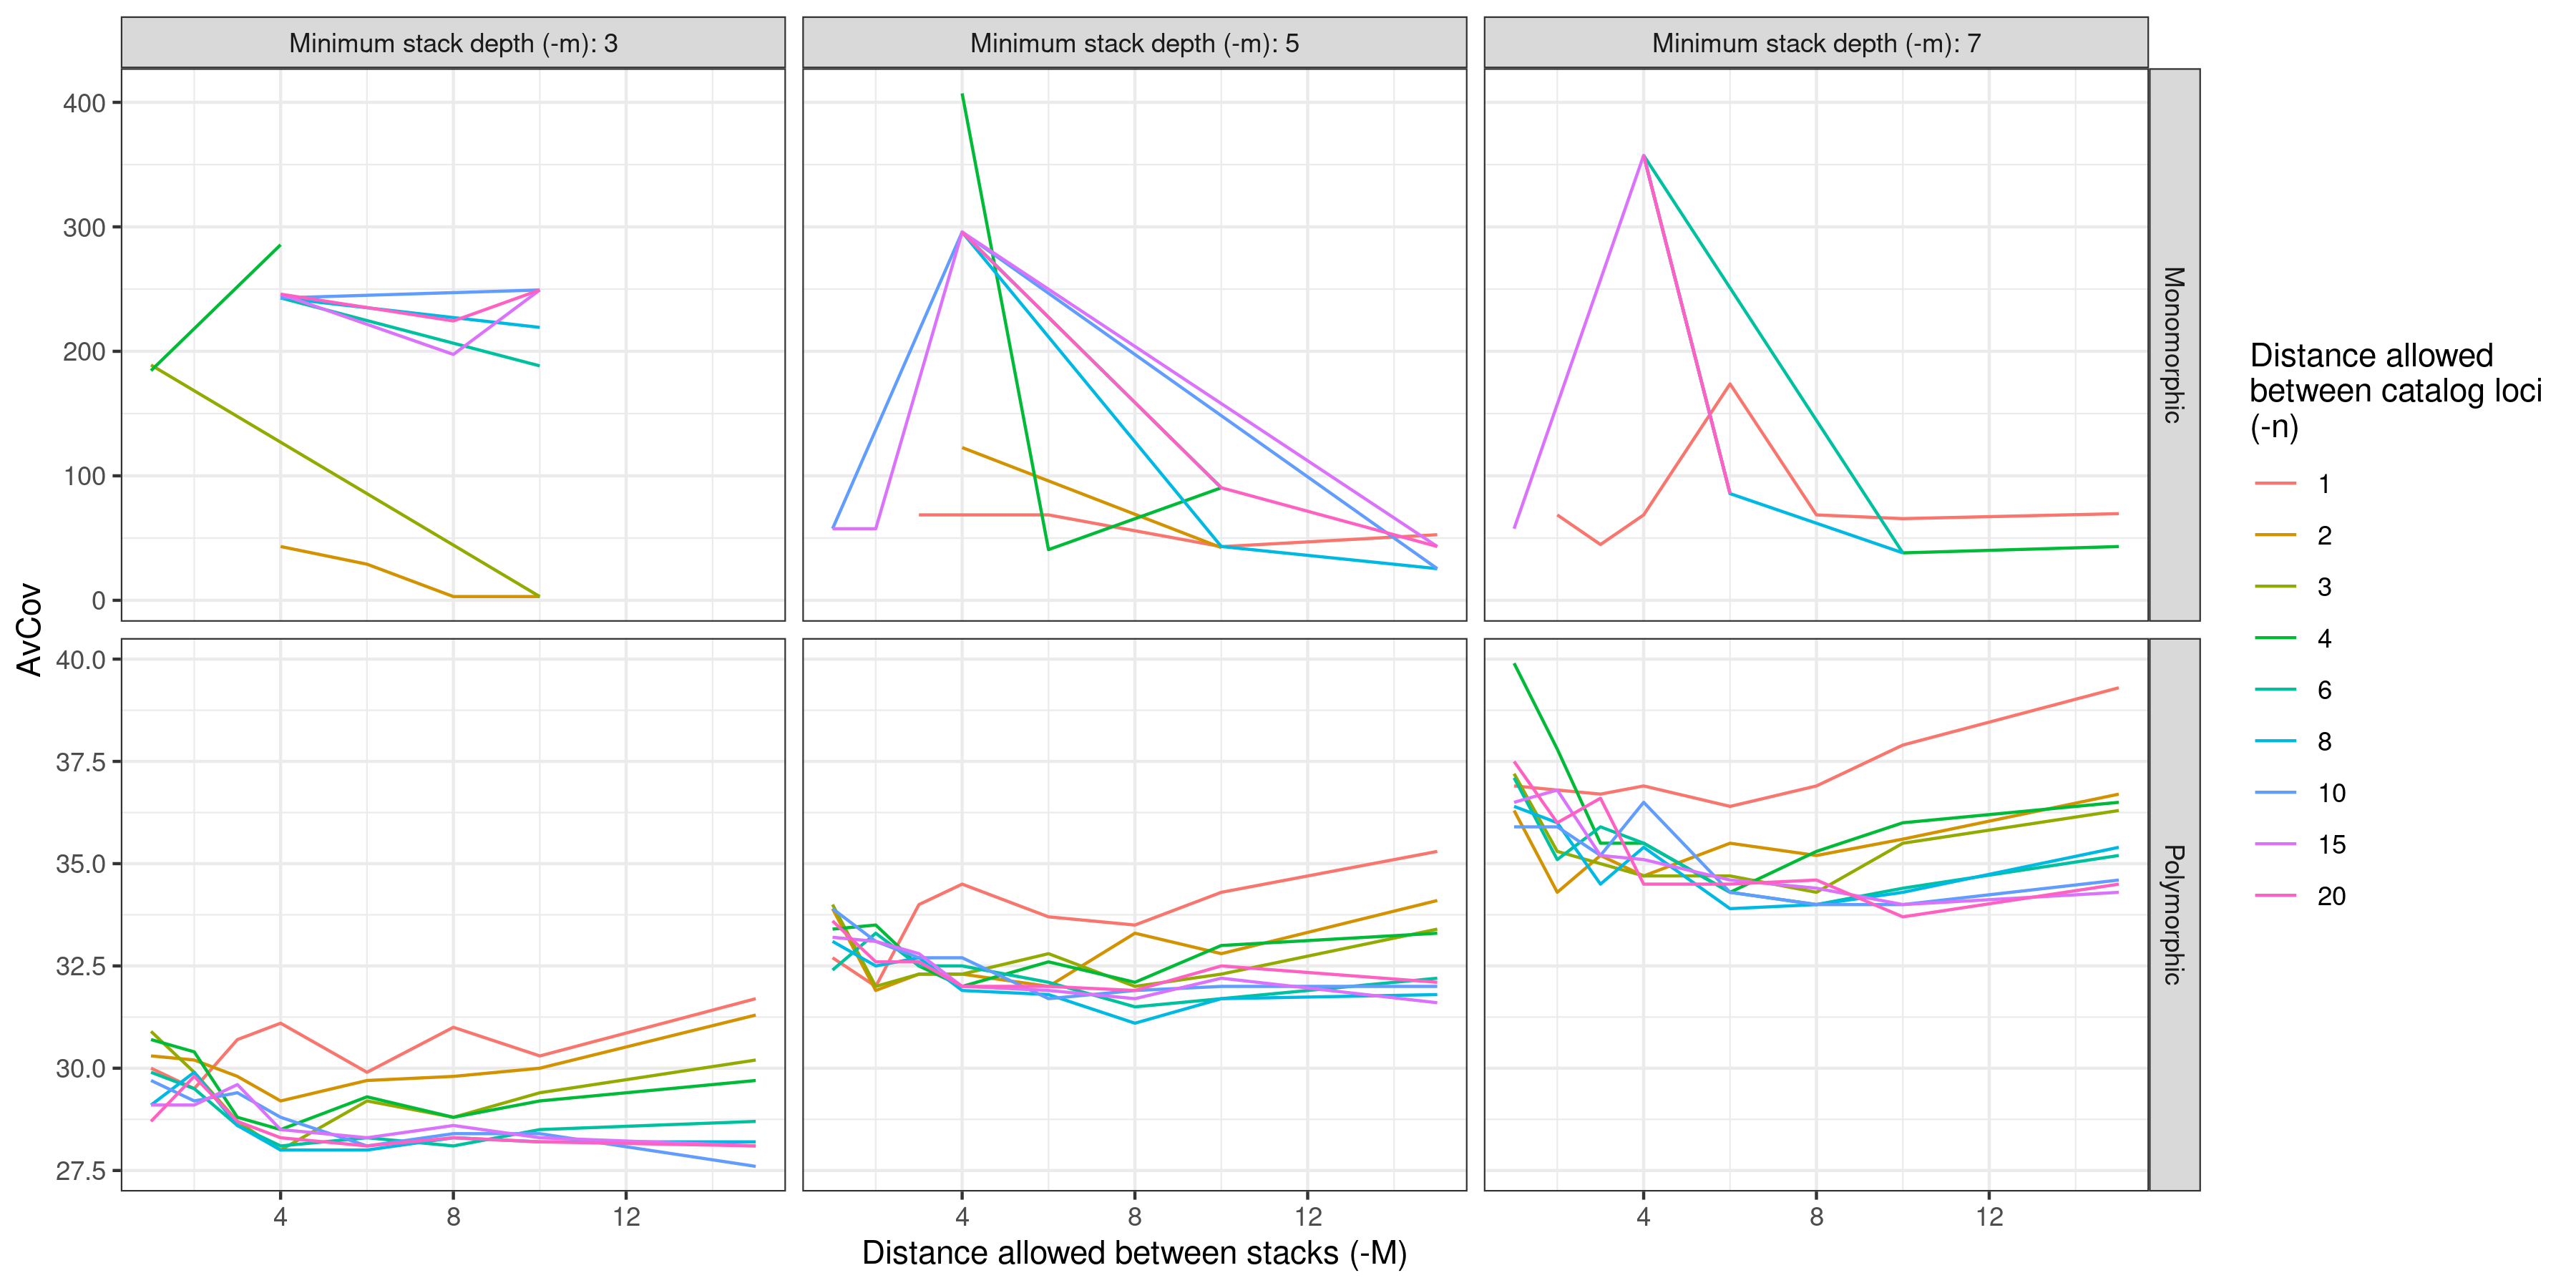 Minimum stack depth (-m): 3
Minimum stack depth (-m): 5
Minimum stack depth (-m): 7
400
300
200
100
0
Monomorphic
AvCov
40.0
37.5
35.0
32.5
30.0
27.5
Polymorphic
4
8
12
4
8
12
4
8
12
Distance allowed between stacks (-M)
Distance allowed
between catalog loci
(-n)
1
2
3
4
6
8
10
15
20